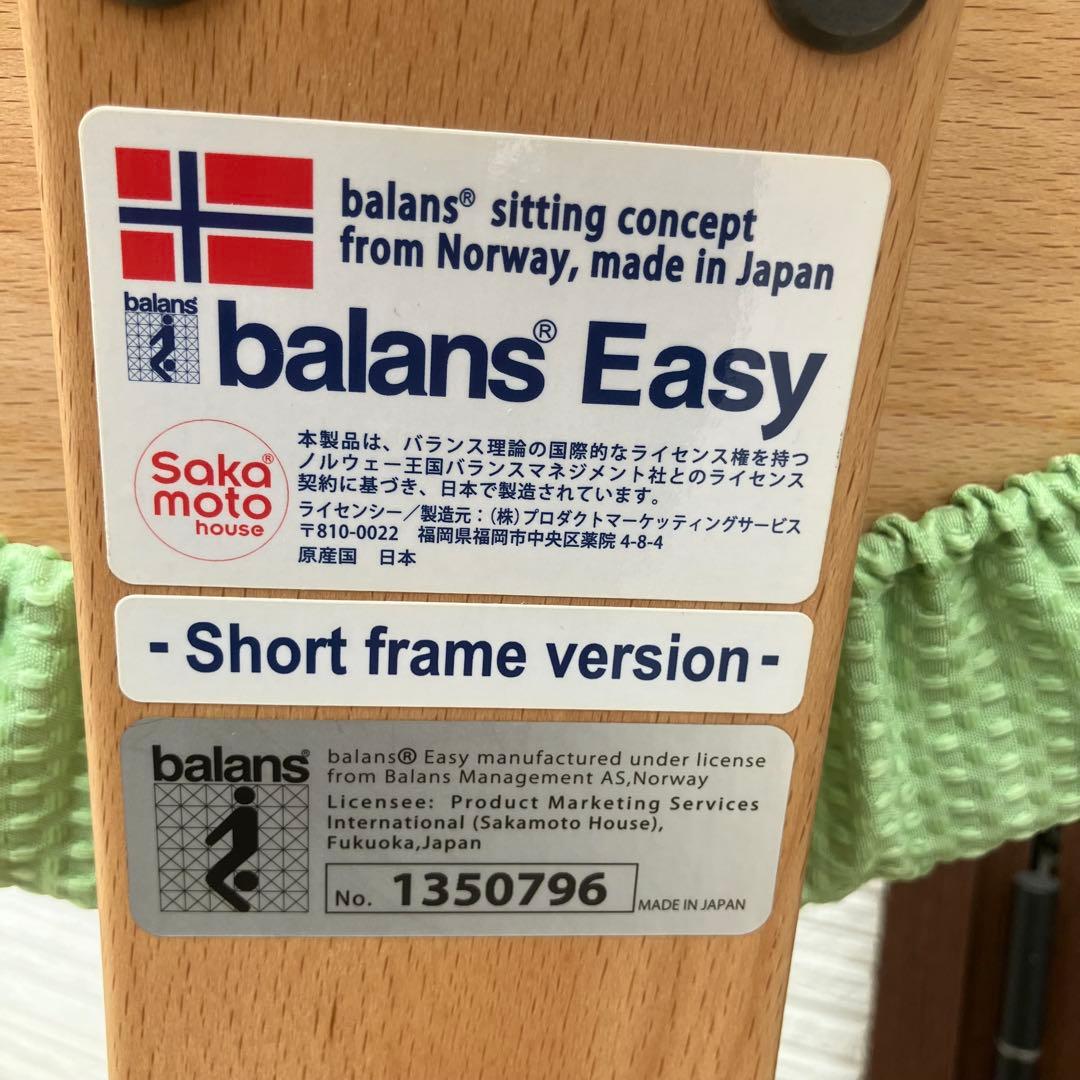 balans® sitting concept
from Norway, made in Japan
balans®
balans® Easy
Saka®
moto
house
本製品は、バランス理論の国際的なライセンス権を持つ
ノルウェー王国バランスマネジメント社とのライセンス
契約に基づき、日本で製造されています。
ライセンシー/製造元：(株)プロダクトマーケッティングサービス
〒810-0022 福岡県福岡市中央区薬院 4-8-4
原産国 日本
- Short frame version -
balans®
balans® Easy manufactured under license
from Balans Management AS,Norway
Licensee: Product Marketing Services
International (Sakamoto House),
Fukuoka,Japan
No. 1350796
MADE IN JAPAN